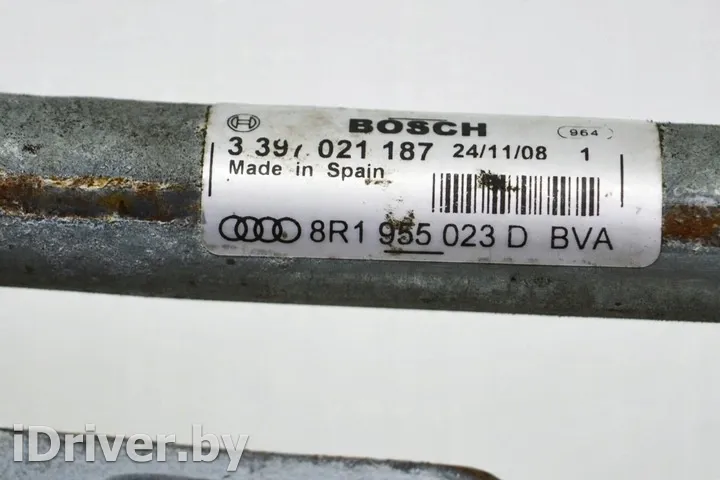 BOSCH 964
3 397 021 187 24/11/08 1
Made in Spain
8R1 955 023 D BVA
iDriver.by